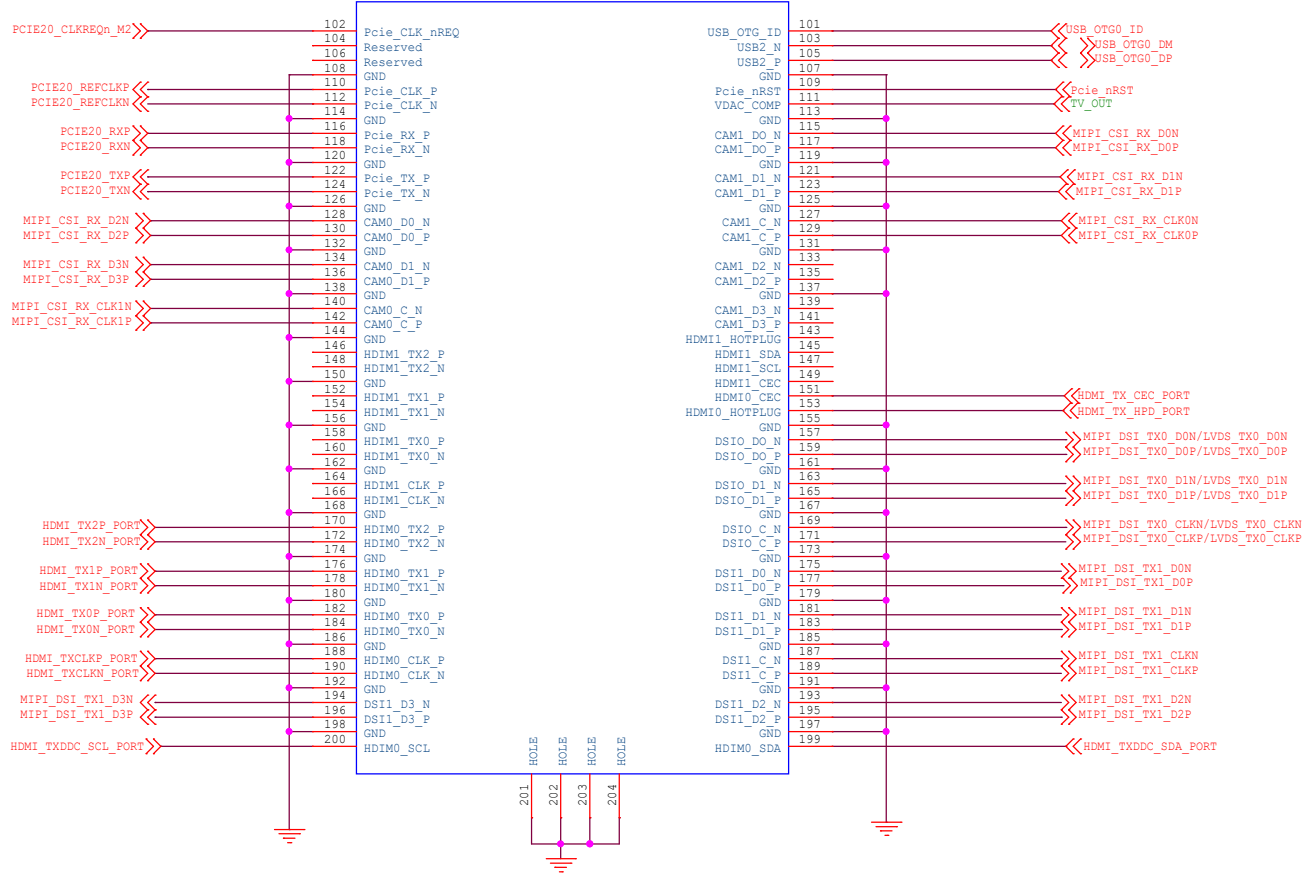 PCIE20_CLKREQn_M2 102 Pcie_CLK_nREQ USB_OTG_ID 101 USB_OTG0_ID
104 Reserved USB2_N 103 USB_OTG0_DM
106 Reserved USB2_P 105 USB_OTG0_DP
108 GND GND 107
PCIE20_REFCLKP 110 Pcie_CLK_P Pcie_nRST 109 Pcie_nRST
PCIE20_REFCLKN 112 Pcie_CLK_N VDAC_COMP 111 TV_OUT
114 GND GND 113
PCIE20_RXP 116 Pcie_RX_P CAM1_DO_N 115 MIPI_CSI_RX_D0N
PCIE20_RXN 118 Pcie_RX_N CAM1_DO_P 117 MIPI_CSI_RX_D0P
120 GND GND 119
PCIE20_TXP 122 Pcie_TX_P CAM1_D1_N 121 MIPI_CSI_RX_D1N
PCIE20_TXN 124 Pcie_TX_N CAM1_D1_P 123 MIPI_CSI_RX_D1P
126 GND GND 125
MIPI_CSI_RX_D2N 128 CAM0_D0_N CAM1_C_N 127 MIPI_CSI_RX_CLK0N
MIPI_CSI_RX_D2P 130 CAM0_D0_P CAM1_C_P 129 MIPI_CSI_RX_CLK0P
132 GND GND 131
MIPI_CSI_RX_D3N 134 CAM0_D1_N CAM1_D2_N 133
MIPI_CSI_RX_D3P 136 CAM0_D1_P CAM1_D2_P 135
138 GND GND 137
MIPI_CSI_RX_CLK1N 140 CAM0_C_N CAM1_D3_N 139
MIPI_CSI_RX_CLK1P 142 CAM0_C_P CAM1_D3_P 141
144 GND HDMI1_HOTPLUG 143
146 HDIM1_TX2_P HDMI1_SDA 145
148 HDIM1_TX2_N HDMI1_SCL 147
150 GND HDMI1_CEC 149
152 HDIM1_TX1_P HDMI0_CEC 151 HDMI_TX_CEC_PORT
154 HDIM1_TX1_N HDMI0_HOTPLUG 153 HDMI_TX_HPD_PORT
156 GND GND 155
158 HDIM1_TX0_P DSIO_DO_N 157 MIPI_DSI_TX0_D0N/LVDS_TX0_D0N
160 HDIM1_TX0_N DSIO_DO_P 159 MIPI_DSI_TX0_D0P/LVDS_TX0_D0P
162 GND GND 161
164 HDIM1_CLK_P DSIO_D1_N 163 MIPI_DSI_TX0_D1N/LVDS_TX0_D1N
166 HDIM1_CLK_N DSIO_D1_P 165 MIPI_DSI_TX0_D1P/LVDS_TX0_D1P
168 GND GND 167
HDMI_TX2P_PORT 170 HDIM0_TX2_P DSIO_C_N 169 MIPI_DSI_TX0_CLKN/LVDS_TX0_CLKN
HDMI_TX2N_PORT 172 HDIM0_TX2_N DSIO_C_P 171 MIPI_DSI_TX0_CLKP/LVDS_TX0_CLKP
174 GND GND 173
HDMI_TX1P_PORT 176 HDIM0_TX1_P DSI1_D0_N 175 MIPI_DSI_TX1_D0N
HDMI_TX1N_PORT 178 HDIM0_TX1_N DSI1_D0_P 177 MIPI_DSI_TX1_D0P
180 GND GND 179
HDMI_TX0P_PORT 182 HDIM0_TX0_P DSI1_D1_N 181 MIPI_DSI_TX1_D1N
HDMI_TX0N_PORT 184 HDIM0_TX0_N DSI1_D1_P 183 MIPI_DSI_TX1_D1P
186 GND GND 185
HDMI_TXCLKP_PORT 188 HDIM0_CLK_P DSI1_C_N 187 MIPI_DSI_TX1_CLKN
HDMI_TXCLKN_PORT 190 HDIM0_CLK_N DSI1_C_P 189 MIPI_DSI_TX1_CLKP
192 GND GND 191
MIPI_DSI_TX1_D3N 194 DSI1_D3_N DSI1_D2_N 193 MIPI_DSI_TX1_D2N
MIPI_DSI_TX1_D3P 196 DSI1_D3_P DSI1_D2_P 195 MIPI_DSI_TX1_D2P
198 GND GND 197
HDMI_TXDDC_SCL_PORT 200 HDIM0_SCL HDIM0_SDA 199 HDMI_TXDDC_SDA_PORT
HOLE HOLE HOLE HOLE
201 202 203 204